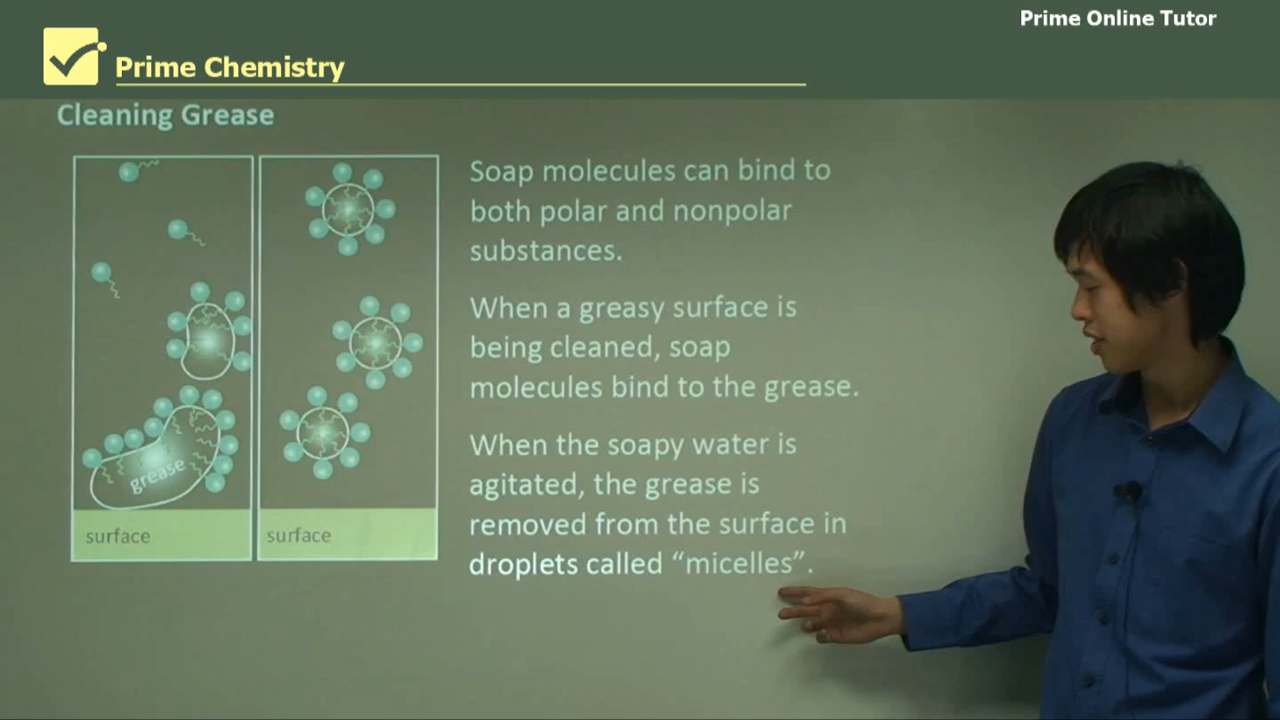 Prime Online Tutor
Prime Chemistry
Cleaning Grease
Soap molecules can bind to
both polar and nonpolar
substances.
When a greasy surface is
being cleaned, soap
molecules bind to the grease.
When the soapy water is
agitated, the grease is
removed from the surface in
droplets called “micelles”.
grease
surface
surface